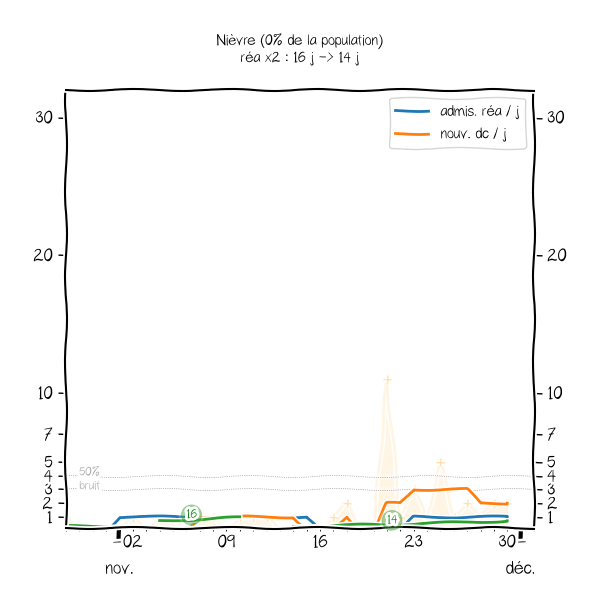 Nièvre (0% de la population)
réa x2 : 16 j -> 14 j
admis. réa / j
nouv. dc / j
30 30
20 20
10 10
7 7
5 5
50%
4 4
bruit
3 3
2 2
1 1
16
14
02 09 16 23 30
nov. déc.